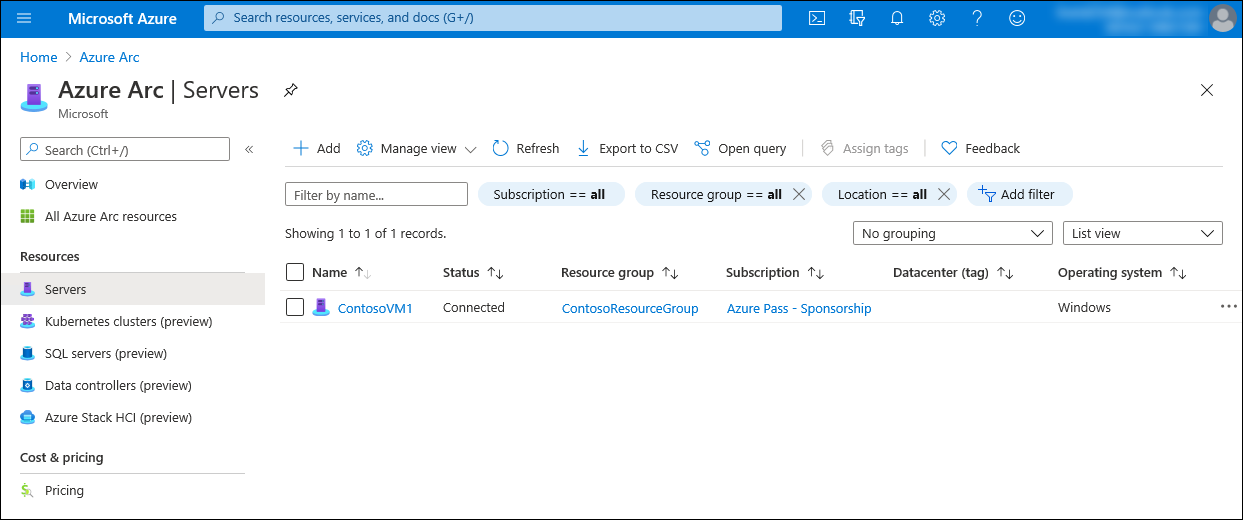 Microsoft Azure
Search resources, services, and docs (G+/)
Home > Azure Arc
Azure Arc | Servers
Microsoft
Search (Ctrl+/)
«
Add
Manage view
Refresh
Export to CSV
Open query
Assign tags
Feedback
Overview
All Azure Arc resources
Resources
Servers
Kubernetes clusters (preview)
SQL servers (preview)
Data controllers (preview)
Azure Stack HCI (preview)
Cost & pricing
Pricing
Filter by name...
Subscription == all
Resource group == all
Location == all
Add filter
Showing 1 to 1 of 1 records.
No grouping
List view
Name Status Resource group Subscription Datacenter (tag) Operating system
ContosoVM1 Connected ContosoResourceGroup Azure Pass - Sponsorship Windows